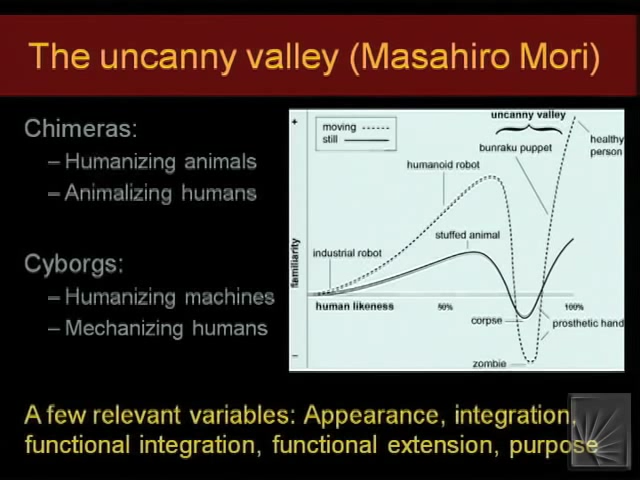 The uncanny valley (Masahiro Mori)
Chimeras:
– Humanizing animals
– Animalizing humans
Cyborgs:
– Humanizing machines
– Mechanizing humans
+
moving
still
uncanny valley
bunraku puppet
healthy
person
humanoid robot
stuffed animal
industrial robot
familiarity
human likeness
50%
100%
corpse
prosthetic hand
–
zombie
A few relevant variables: Appearance, integration,
functional integration, functional extension, purpose